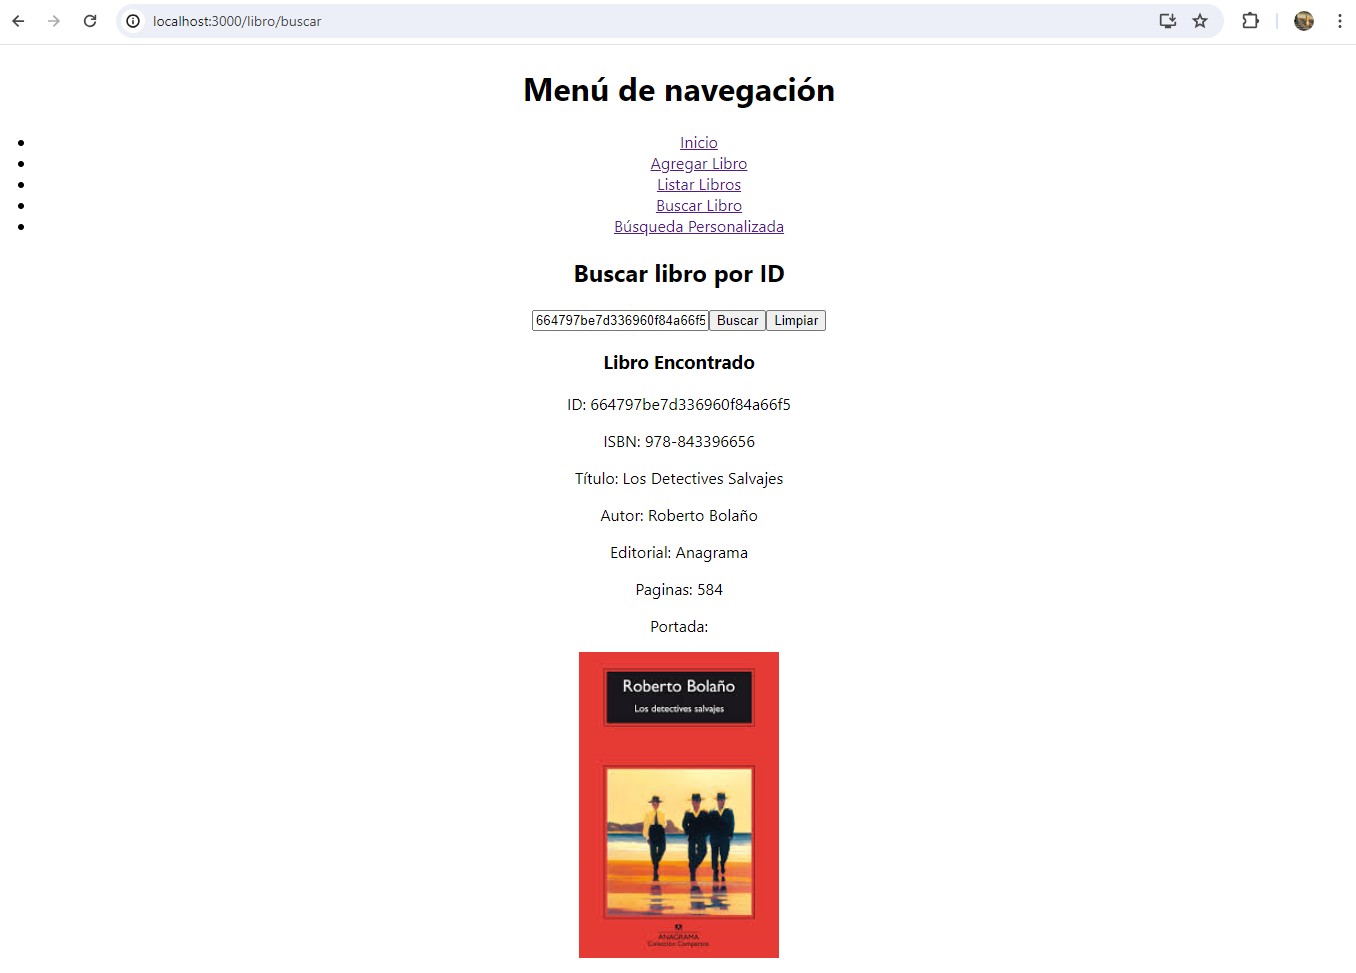 localhost:3000/libro/buscar
Menú de navegación
Inicio
Agregar Libro
Listar Libros
Buscar Libro
Búsqueda Personalizada
Buscar libro por ID
664797be7d336960f84a66f5 Buscar Limpiar
Libro Encontrado
ID: 664797be7d336960f84a66f5
ISBN: 978-843396656
Título: Los Detectives Salvajes
Autor: Roberto Bolaño
Editorial: Anagrama
Paginas: 584
Portada:
Roberto Bolaño
Los detectives salvajes
ANAGRAMA
Colección Compactos